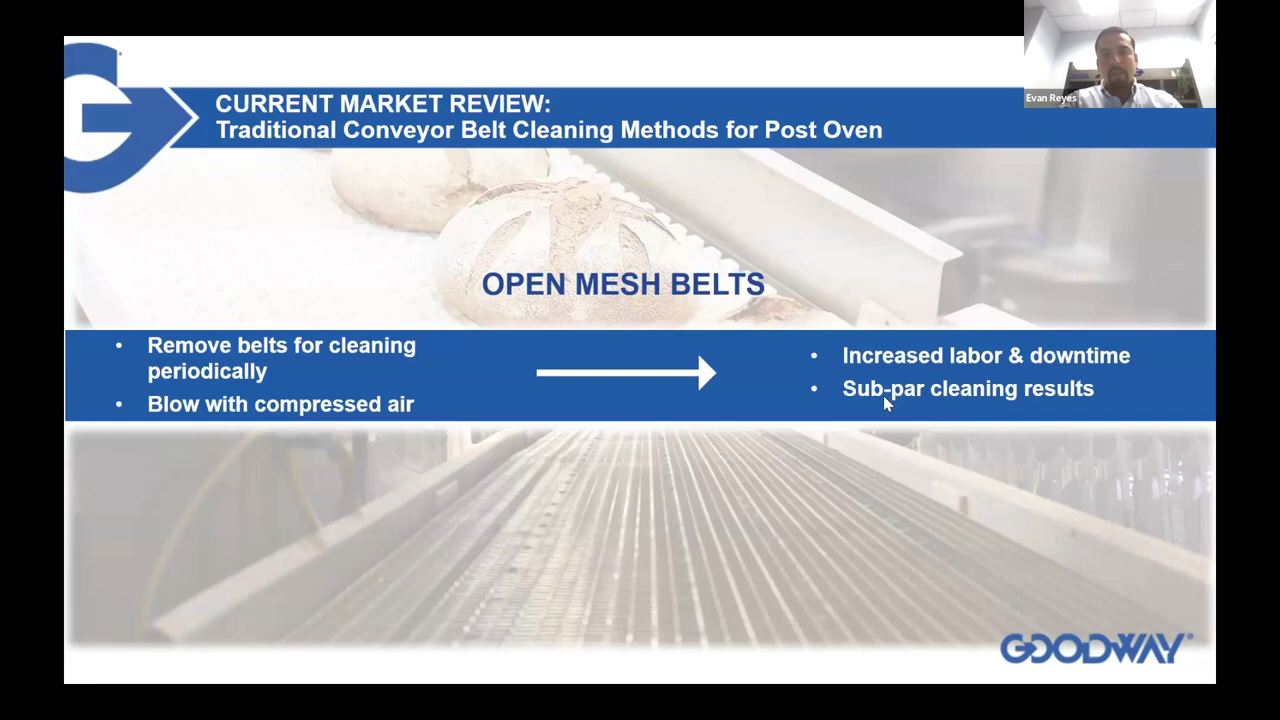 CURRENT MARKET REVIEW:
Traditional Conveyor Belt Cleaning Methods for Post Oven
Evan Reyes
OPEN MESH BELTS
• Remove belts for cleaning
periodically
• Blow with compressed air
• Increased labor & downtime
• Sub-par cleaning results
GOODWAY®